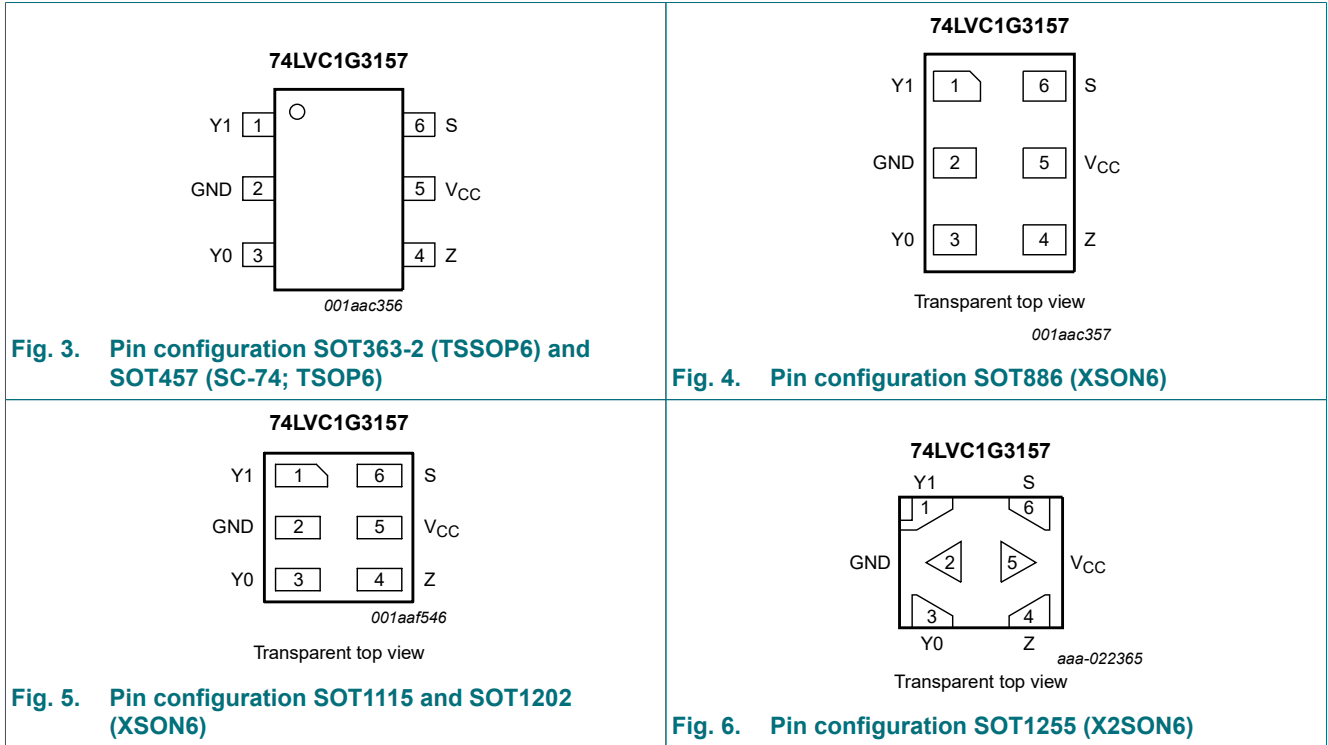 74LVC1G3157
Y1 1 6 S
GND 2 5 VCC
Y0 3 4 Z
001aac356
Fig. 3. Pin configuration SOT363-2 (TSSOP6) and
SOT457 (SC-74; TSOP6)
74LVC1G3157
Y1 1 6 S
GND 2 5 VCC
Y0 3 4 Z
Transparent top view
001aac357
Fig. 4. Pin configuration SOT886 (XSON6)
74LVC1G3157
Y1 1 6 S
GND 2 5 VCC
Y0 3 4 Z
001aaf546
Transparent top view
Fig. 5. Pin configuration SOT1115 and SOT1202
(XSON6)
74LVC1G3157
Y1 S
1 6
GND 2 5 VCC
3 4
Y0 Z
aaa-022365
Transparent top view
Fig. 6. Pin configuration SOT1255 (X2SON6)